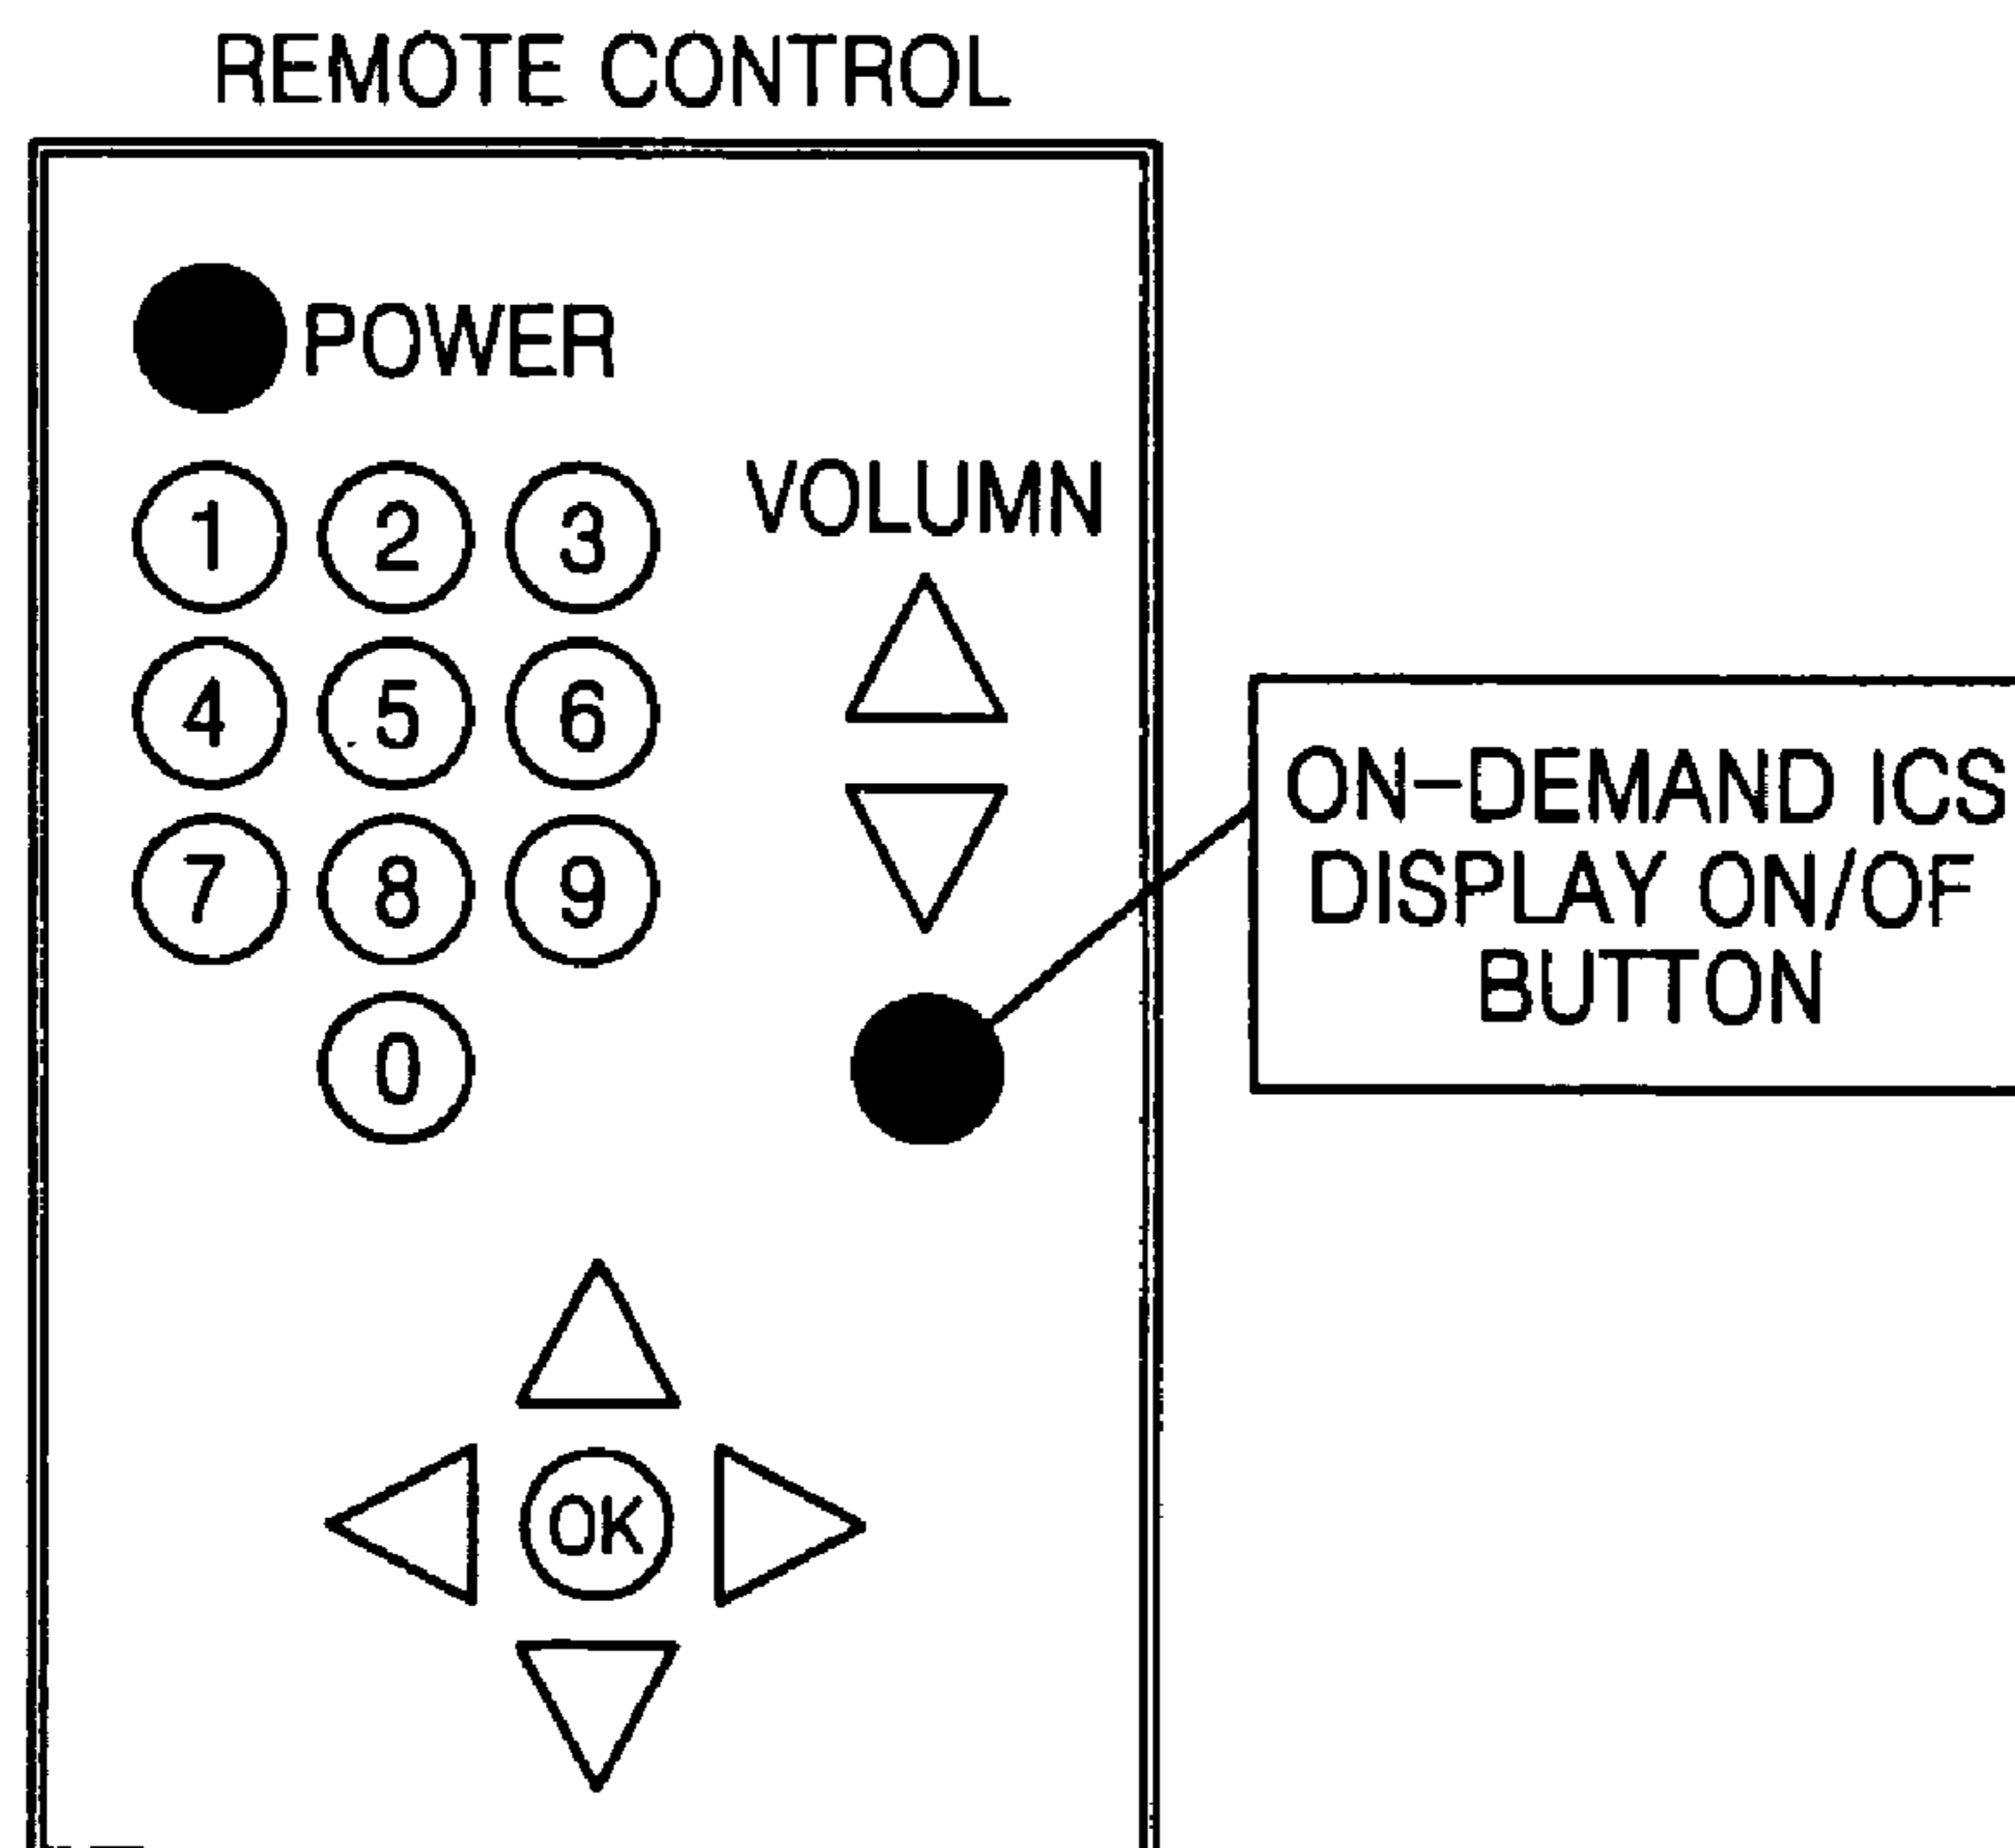 REMOTE CONTROL
POWER
1 2 3
VOLUMN
4 5 6
7 8 9
0
ON-DEMAND ICS
DISPLAY ON/OF
BUTTON
OK